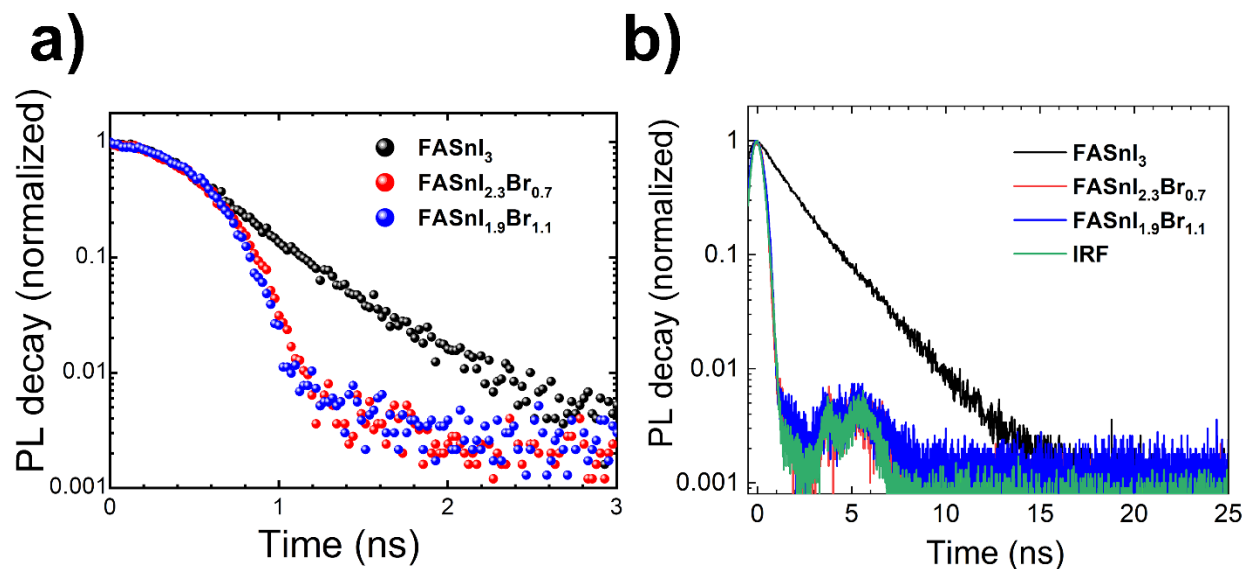 a)
PL decay (normalized)
1
0.1
0.01
0.001
FASnI3
FASnI2.3Br0.7
FASnI1.9Br1.1
0 1 2 3
Time (ns)
b)
PL decay (normalized)
1
0.1
0.01
0.001
FASnI3
FASnI2.3Br0.7
FASnI1.9Br1.1
IRF
0 5 10 15 20 25
Time (ns)